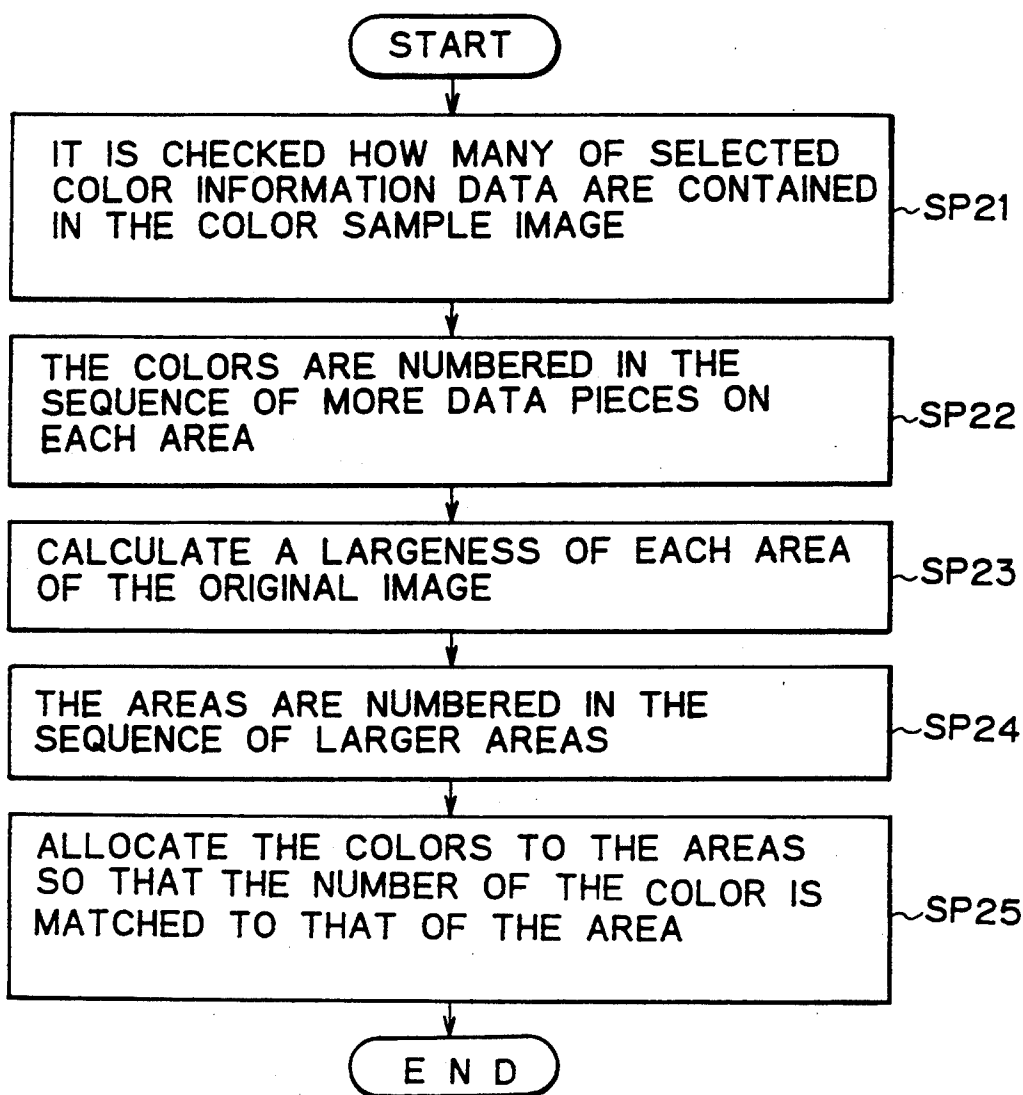 START
IT IS CHECKED HOW MANY OF SELECTED
COLOR INFORMATION DATA ARE CONTAINED
IN THE COLOR SAMPLE IMAGE
~SP21
THE COLORS ARE NUMBERED IN THE
SEQUENCE OF MORE DATA PIECES ON
EACH AREA
~SP22
CALCULATE A LARGENESS OF EACH AREA
OF THE ORIGINAL IMAGE
~SP23
THE AREAS ARE NUMBERED IN THE
SEQUENCE OF LARGER AREAS
~SP24
ALLOCATE THE COLORS TO THE AREAS
SO THAT THE NUMBER OF THE COLOR IS
MATCHED TO THAT OF THE AREA
~SP25
END